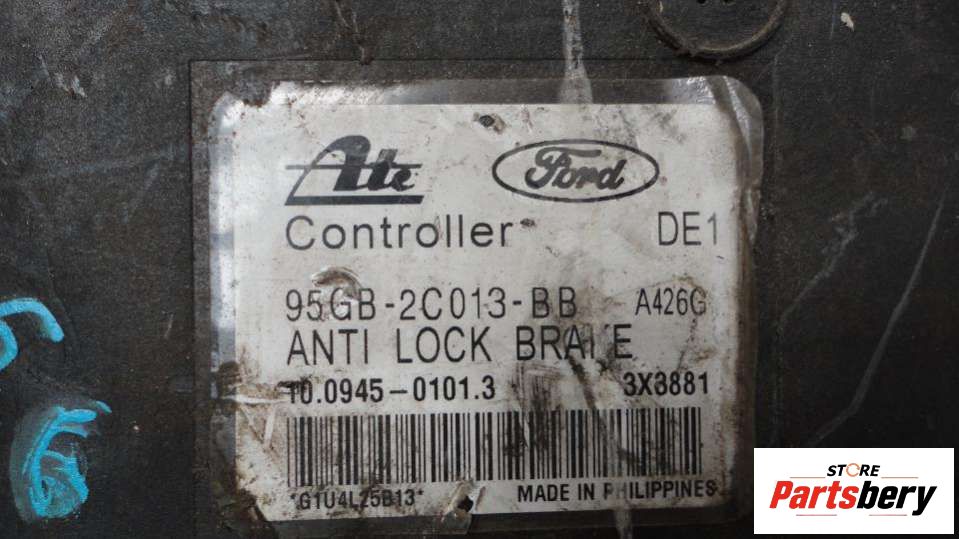 Ate Ford
Controller DE1
95GB-2C013-BB A426G
ANTI LOCK BRAKE
10.0945-0101.3 3X3881
*G1U4L25B13* MADE IN PHILIPPINES
6
STORE
Partsbery